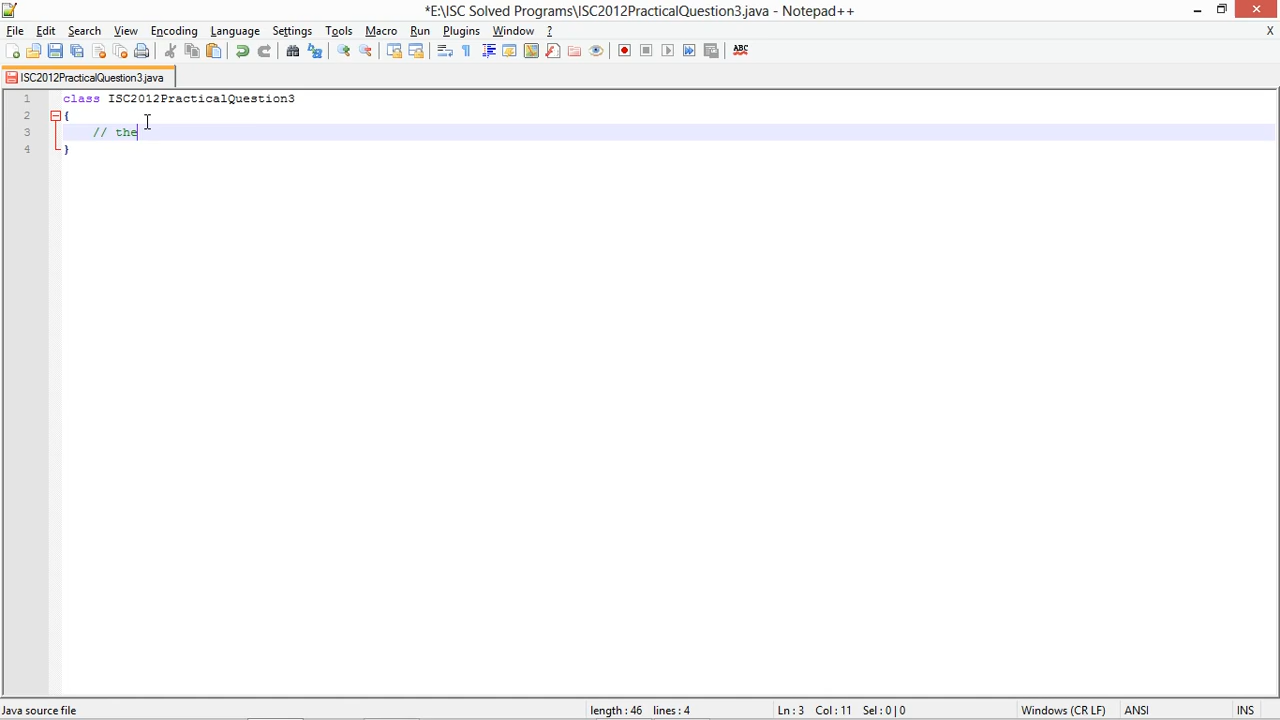 *E:\ISC Solved Programs\ISC2012PracticalQuestion3.java - Notepad++
File Edit Search View Encoding Language Settings Tools Macro Run Plugins Window ? X
ABC
ISC2012PracticalQuestion3.java
1 class ISC2012PracticalQuestion3
2 {
3 // the
4 }
Java source file length : 46 lines : 4 Ln : 3 Col : 11 Sel : 0 | 0 Windows (CR LF) ANSI INS